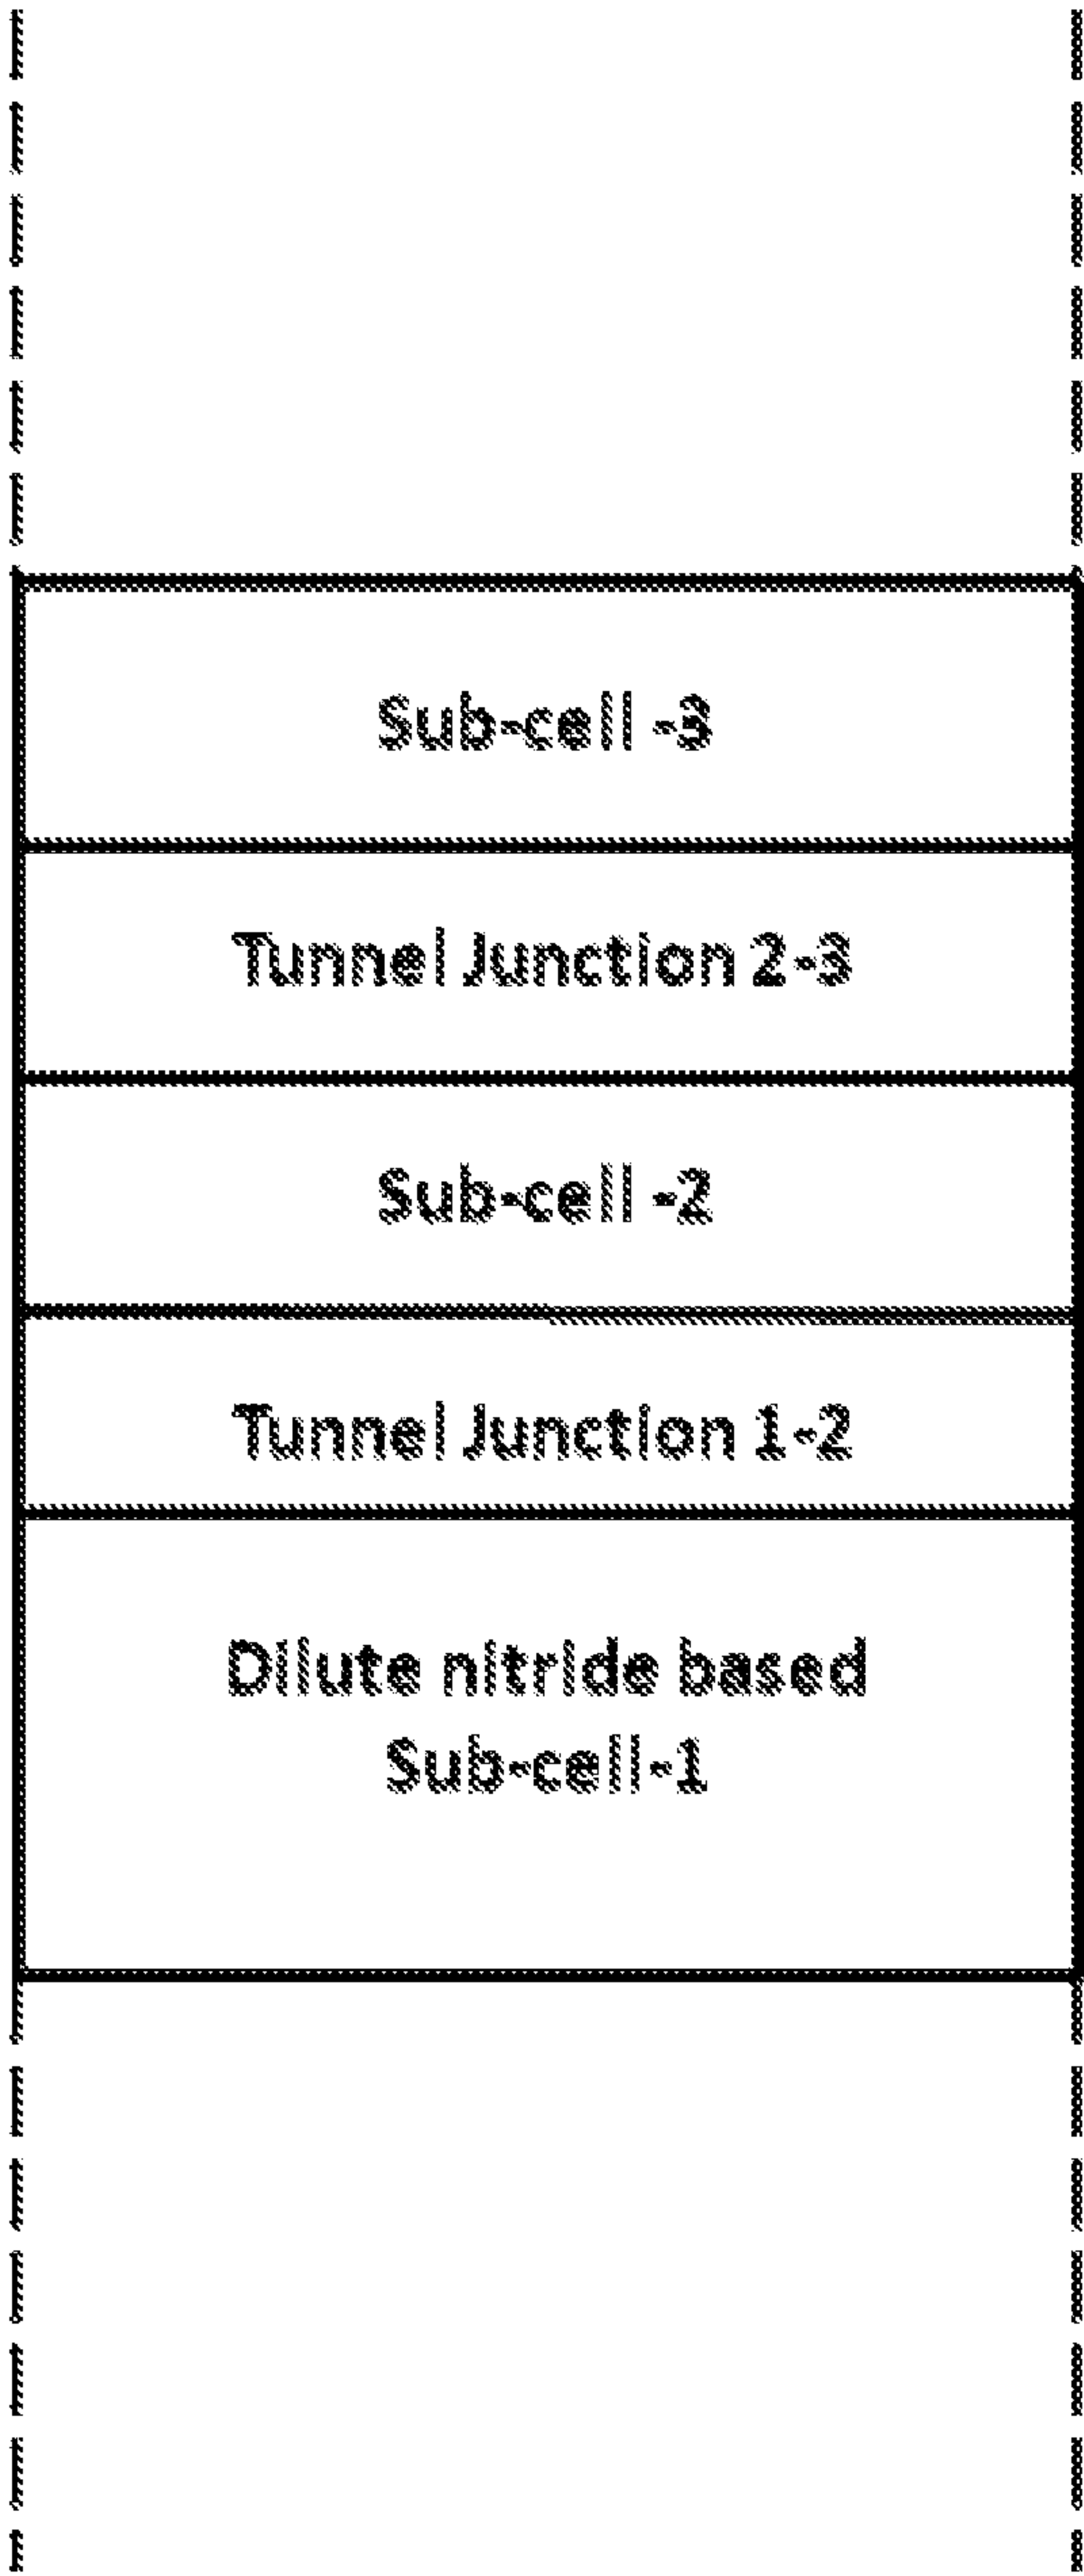 Sub-cell -3
Tunnel Junction 2-3
Sub-cell -2
Tunnel Junction 1-2
Dilute nitride based
Sub-cell-1